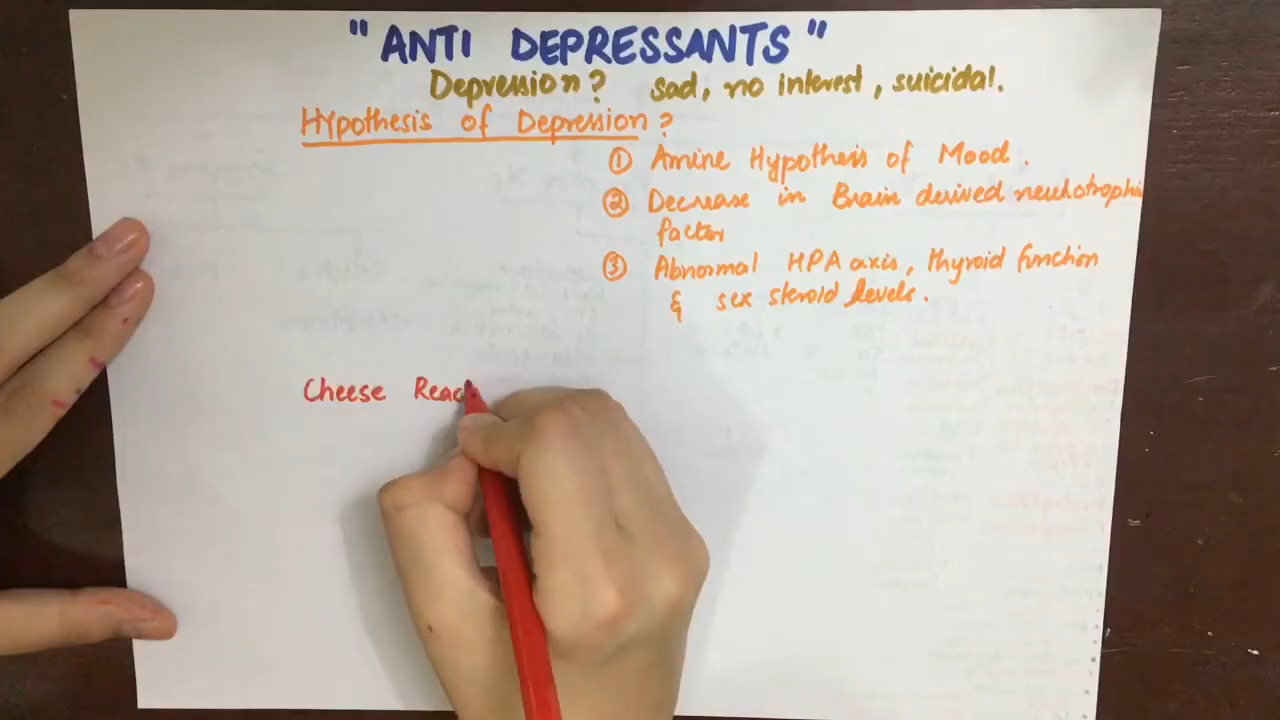 "ANTI DEPRESSANTS"
Depression? sad, no interest, suicidal.
Hypothesis of Depression?
① Amine Hypothesis of Mood.
② Decrease in Brain derived neurotrophic
factor
③ Abnormal HPA axis, thyroid function
& sex steroid levels.
Cheese Reac